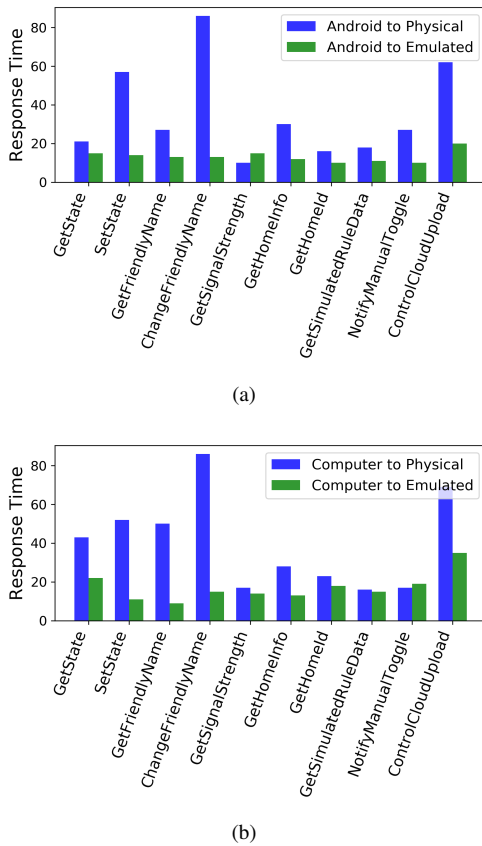 Response Time
80
60
40
20
0
Android to Physical
Android to Emulated
GetState
SetState
GetFriendlyName
ChangeFriendlyName
GetSignalStrength
GetHomeInfo
GetHomeId
GetSimulatedRuleData
NotifyManualToggle
ControlCloudUpload
(a)
Response Time
80
60
40
20
0
Computer to Physical
Computer to Emulated
GetState
SetState
GetFriendlyName
ChangeFriendlyName
GetSignalStrength
GetHomeInfo
GetHomeId
GetSimulatedRuleData
NotifyManualToggle
ControlCloudUpload
(b)